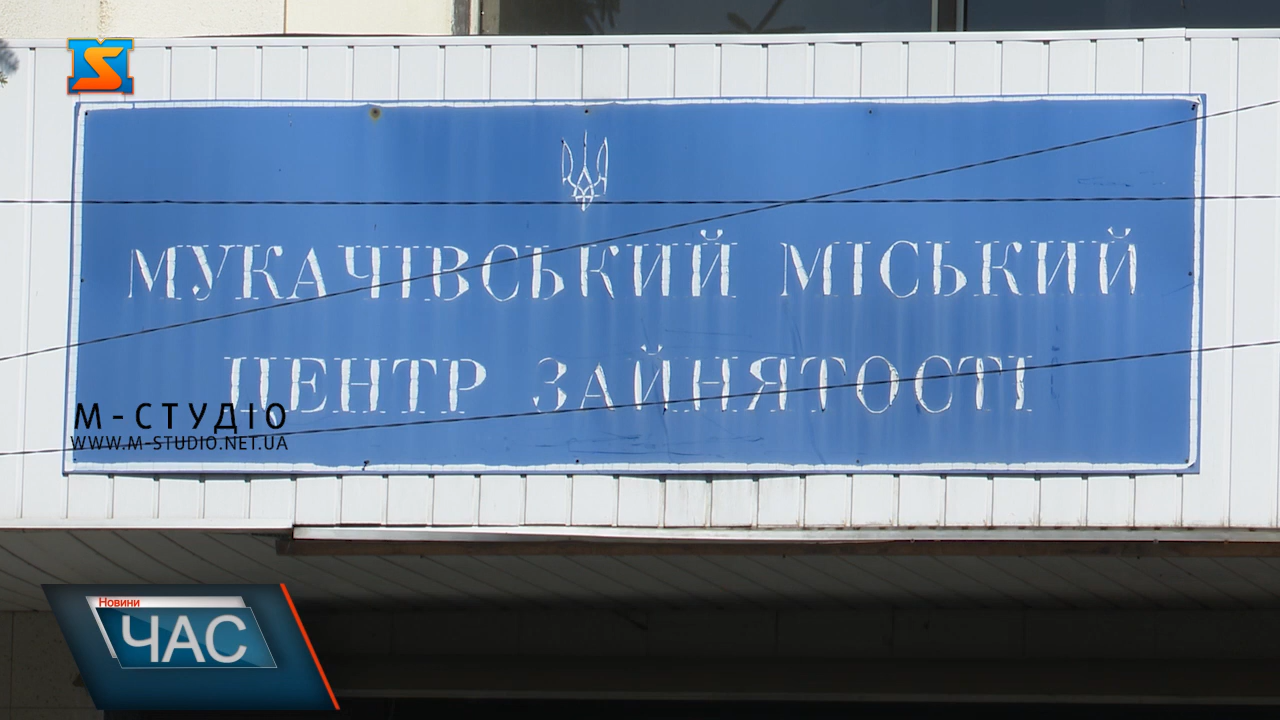 МУКАЧІВСЬКИЙ МІСЬКИЙ
ЦЕНТР ЗАЙНЯТОСТІ
М-СТУДІО
WWW.M-STUDIO.NET.UA
Новини
ЧАС